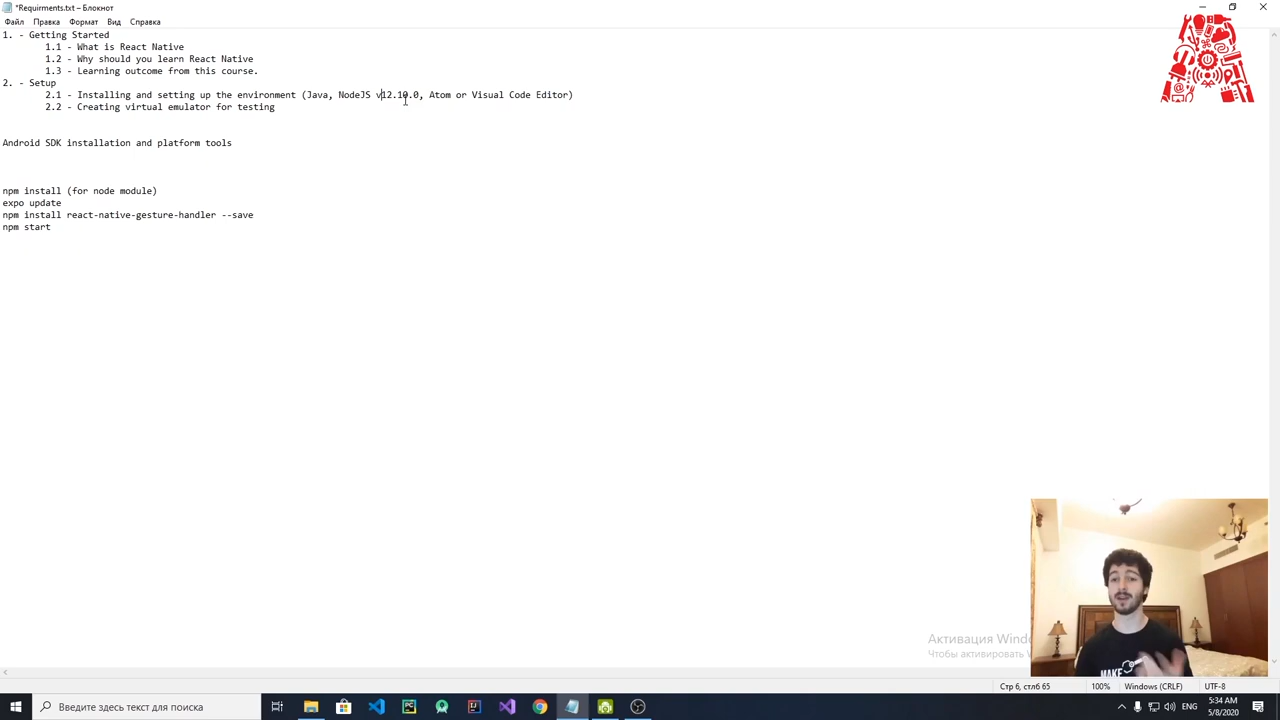 *Requirments.txt – Блокнот
Файл Правка Формат Вид Справка
1. - Getting Started
1.1 - What is React Native
1.2 - Why should you learn React Native
1.3 - Learning outcome from this course.
2. - Setup
2.1 - Installing and setting up the environment (Java, NodeJS v12.10.0, Atom or Visual Code Editor)
2.2 - Creating virtual emulator for testing
Android SDK installation and platform tools
npm install (for node module)
expo update
npm install react-native-gesture-handler --save
npm start
Активация Wind
Чтобы активировать
MAKE
Стр 6, стлб 65 100% Windows (CRLF) UTF-8
Введите здесь текст для поиска
ENG
5:34 AM
5/8/2020